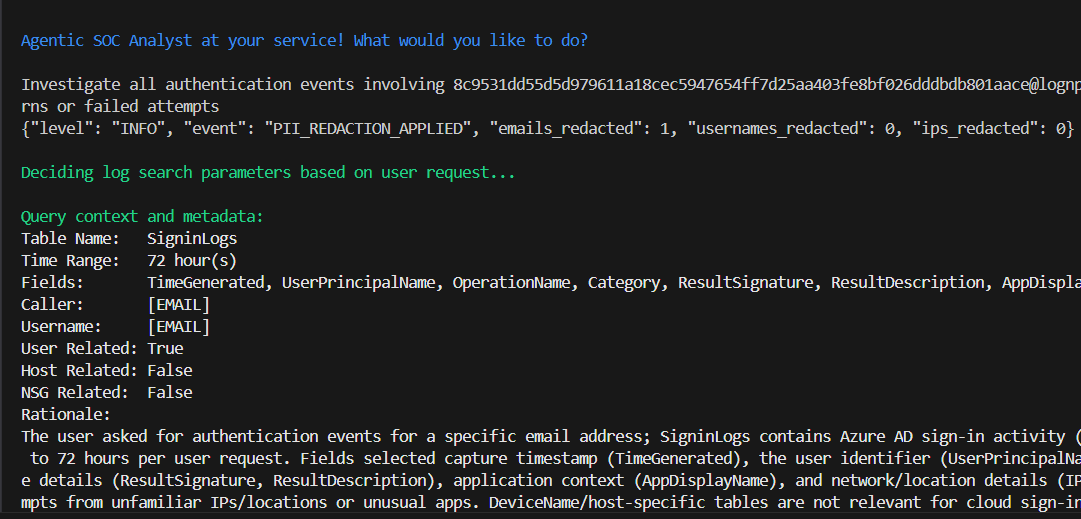 Agentic SOC Analyst at your service! What would you like to do?
Investigate all authentication events involving 8c9531dd55d5d979611a18cec5947654ff7d25aa403fe8bf026dddbdb801aace@lognp
rns or failed attempts
{"level": "INFO", "event": "PII_REDACTION_APPLIED", "emails_redacted": 1, "usernames_redacted": 0, "ips_redacted": 0}
Deciding log search parameters based on user request...
Query context and metadata:
Table Name: SigninLogs
Time Range: 72 hour(s)
Fields: TimeGenerated, UserPrincipalName, OperationName, Category, ResultSignature, ResultDescription, AppDispla
Caller: [EMAIL]
Username: [EMAIL]
User Related: True
Host Related: False
NSG Related: False
Rationale:
The user asked for authentication events for a specific email address; SigninLogs contains Azure AD sign-in activity (
to 72 hours per user request. Fields selected capture timestamp (TimeGenerated), the user identifier (UserPrincipalNa
e details (ResultSignature, ResultDescription), application context (AppDisplayName), and network/location details (IP
mpts from unfamiliar IPs/locations or unusual apps. DeviceName/host-specific tables are not relevant for cloud sign-in